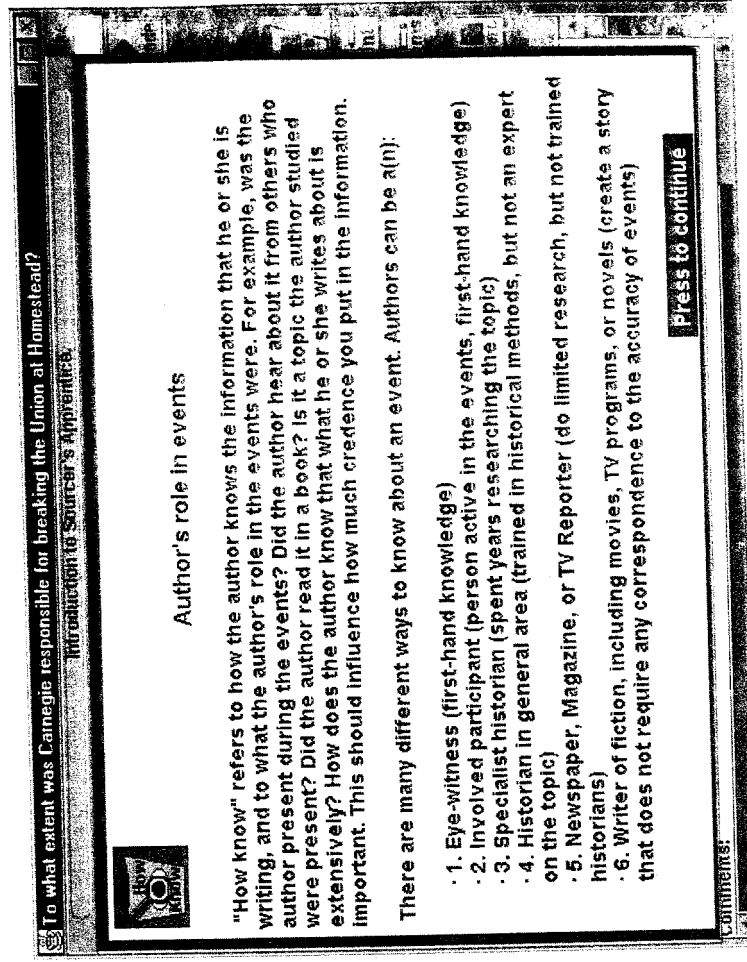 To what extent was Carnegie responsible for breaking the Union at Homestead?
Introduction to Sourcer's Apprentice.
How
Know
Author's role in events
"How know" refers to how the author knows the information that he or she is
writing, and to what the author's role in the events were. For example, was the
author present during the events? Did the author hear about it from others who
were present? Did the author read it in a book? Is it a topic the author studied
extensively? How does the author know that what he or she writes about is
important. This should influence how much credence you put in the information.
There are many different ways to know about an event. Authors can be a(n):
· 1. Eye-witness (first-hand knowledge)
· 2. Involved participant (person active in the events, first-hand knowledge)
· 3. Specialist historian (spent years researching the topic)
· 4. Historian in general area (trained in historical methods, but not an expert
on the topic)
· 5. Newspaper, Magazine, or TV Reporter (do limited research, but not trained
historians)
· 6. Writer of fiction, including movies, TV programs, or novels (create a story
that does not require any correspondence to the accuracy of events)
Press to continue
Comments: